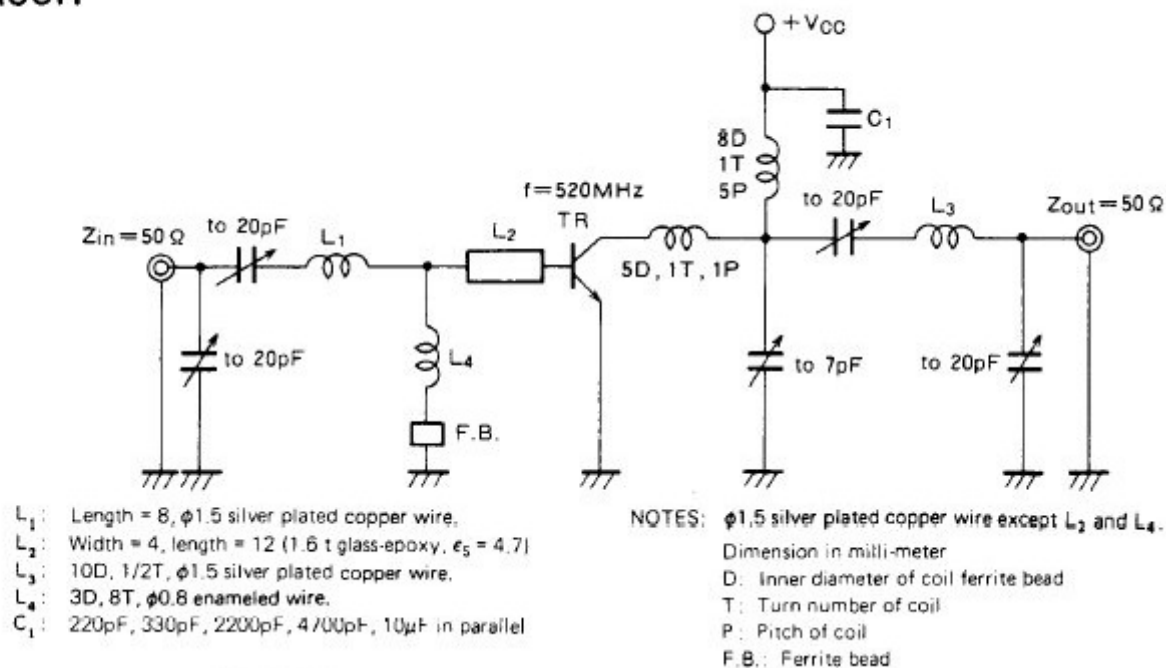 +VCC
C1
8D
1T
5P
f=520MHz
TR
to 20pF
L3
Zout=50Ω
Zin=50Ω
to 20pF
L1
L2
5D, 1T, 1P
to 20pF
L4
to 7pF
to 20pF
F.B.
L1: Length = 8, φ1.5 silver plated copper wire.
L2: Width = 4, length = 12 (1.6 t glass-epoxy, ε5 = 4.7)
L3: 10D, 1/2T, φ1.5 silver plated copper wire.
L4: 3D, 8T, φ0.8 enameled wire.
C1: 220pF, 330pF, 2200pF, 4700pF, 10μF in parallel
NOTES: φ1.5 silver plated copper wire except L2 and L4.
Dimension in milli-meter
D: Inner diameter of coil ferrite bead
T: Turn number of coil
P: Pitch of coil
F.B.: Ferrite bead